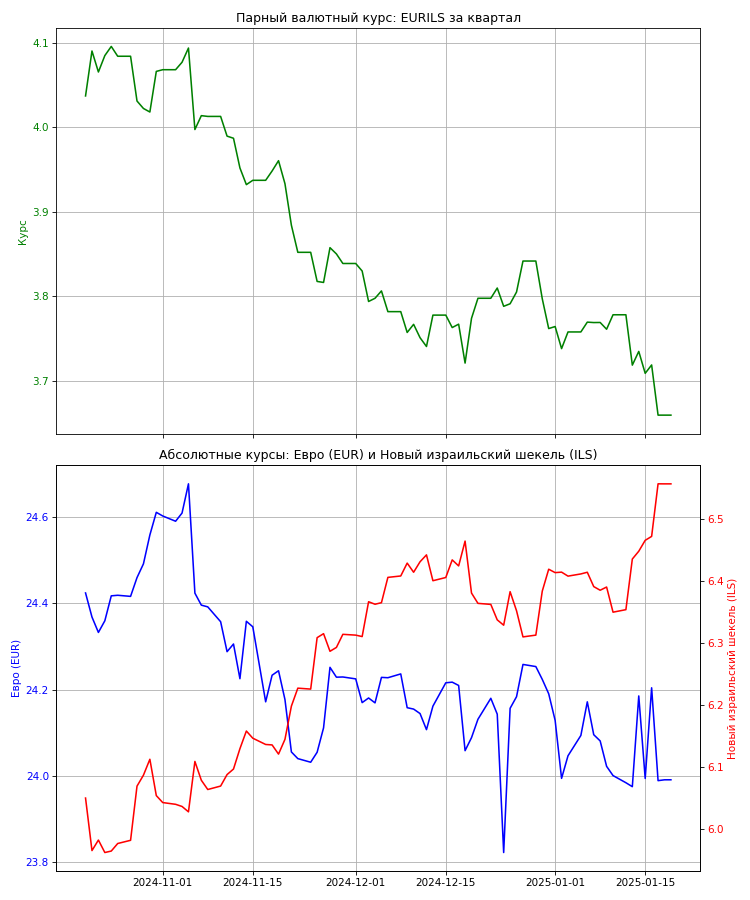 Парный валютный курс: EURILS за квартал
4.1
4.0
3.9
3.8
3.7
Курс
Абсолютные курсы: Евро (EUR) и Новый израильский шекель (ILS)
24.6
24.4
24.2
24.0
23.8
Евро (EUR)
6.5
6.4
6.3
6.2
6.1
6.0
Новый израильский шекель (ILS)
2024-11-01 2024-11-15 2024-12-01 2024-12-15 2025-01-01 2025-01-15